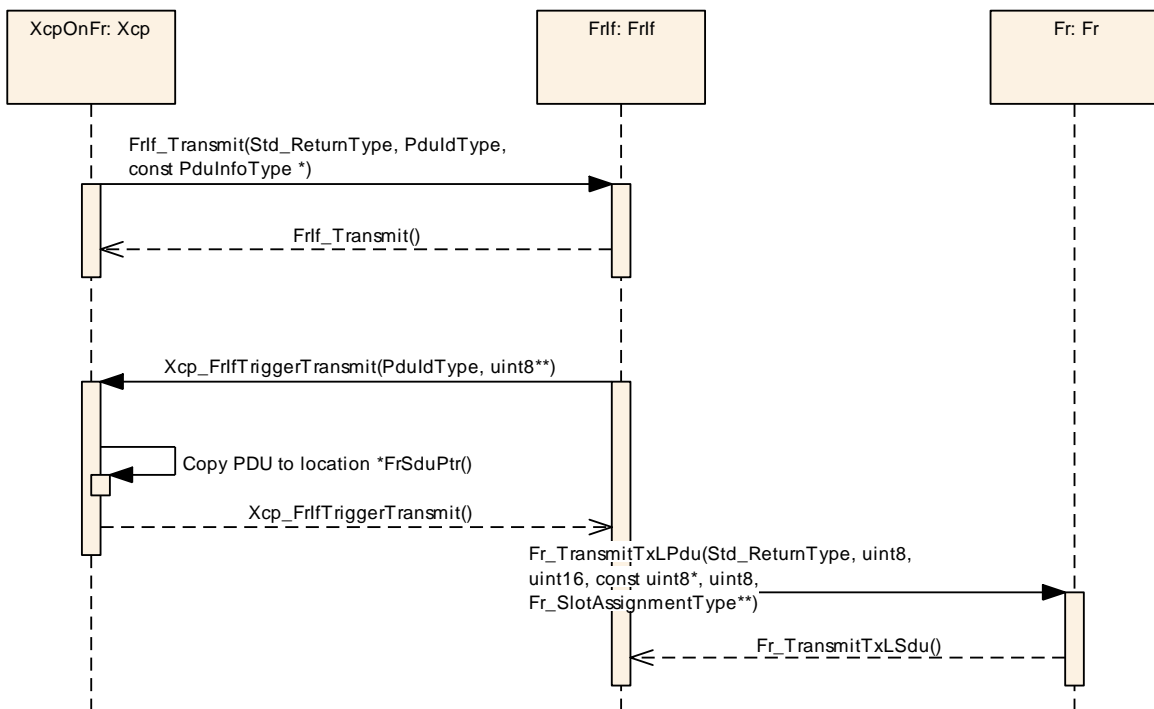 XcpOnFr: Xcp
FrIf: FrIf
Fr: Fr
FrIf_Transmit(Std_ReturnType, PduIdType,
const PduInfoType *)
FrIf_Transmit()
Xcp_FrIfTriggerTransmit(PduIdType, uint8**)
Copy PDU to location *FrSduPtr()
Xcp_FrIfTriggerTransmit()
Fr_TransmitTxLPdu(Std_ReturnType, uint8,
uint16, const uint8*, uint8,
Fr_SlotAssignmentType**)
Fr_TransmitTxLSdu()